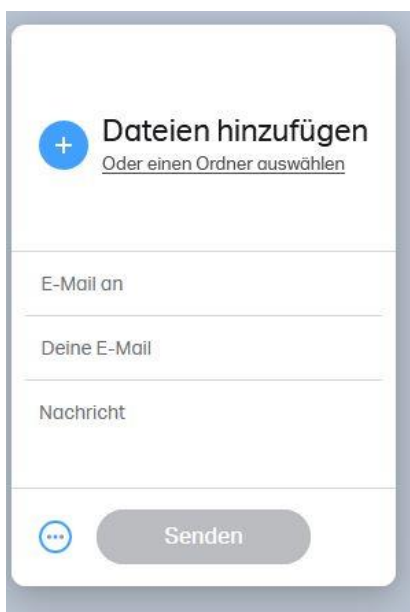 Dateien hinzufügen
Oder einen Ordner auswählen
E-Mail an
Deine E-Mail
Nachricht
Senden